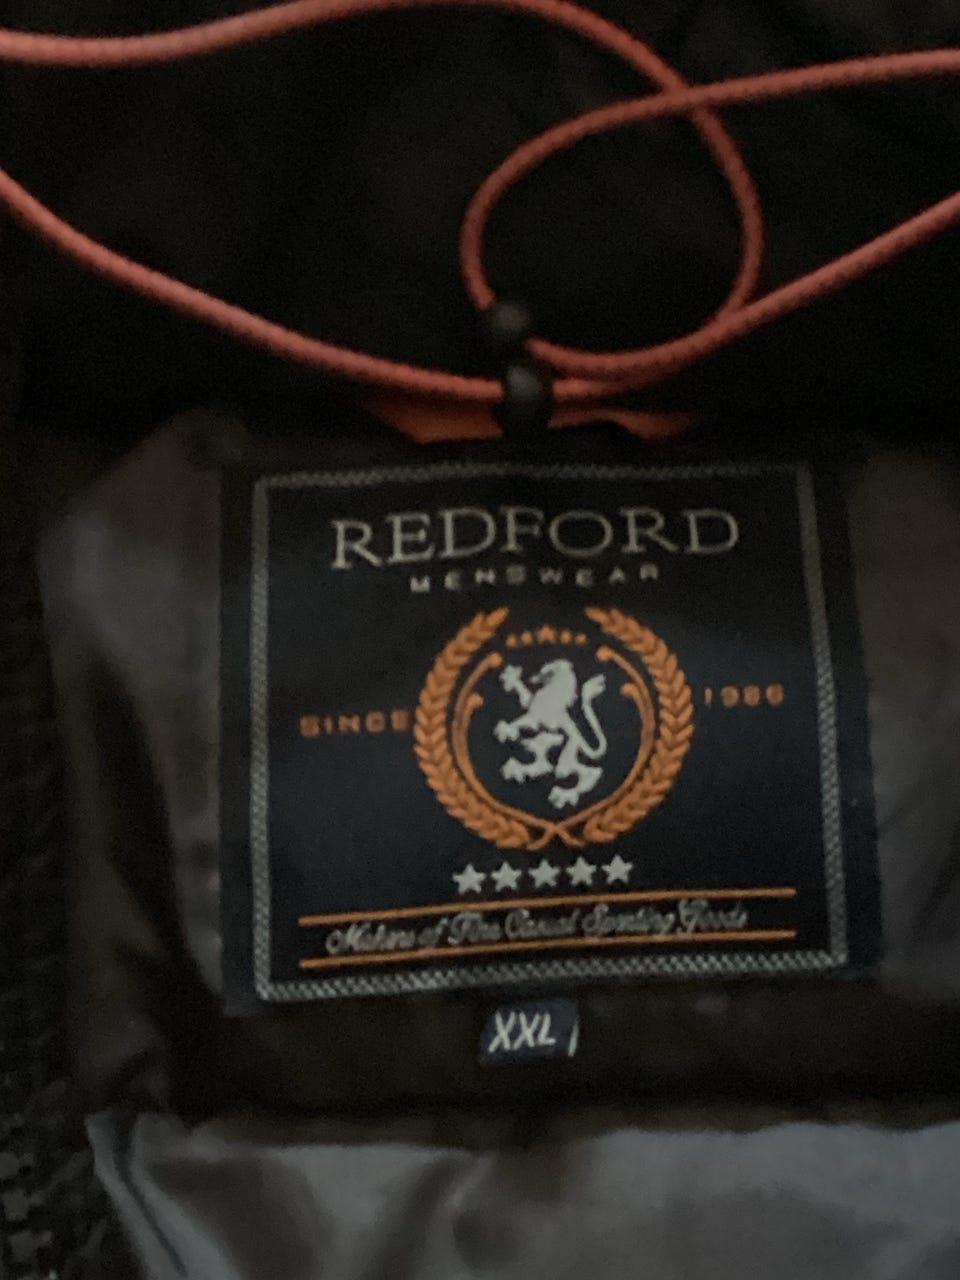 REDFORD
MENSWEAR
SINCE 1986
Makers of Fine Casual Sporting Goods
XXL